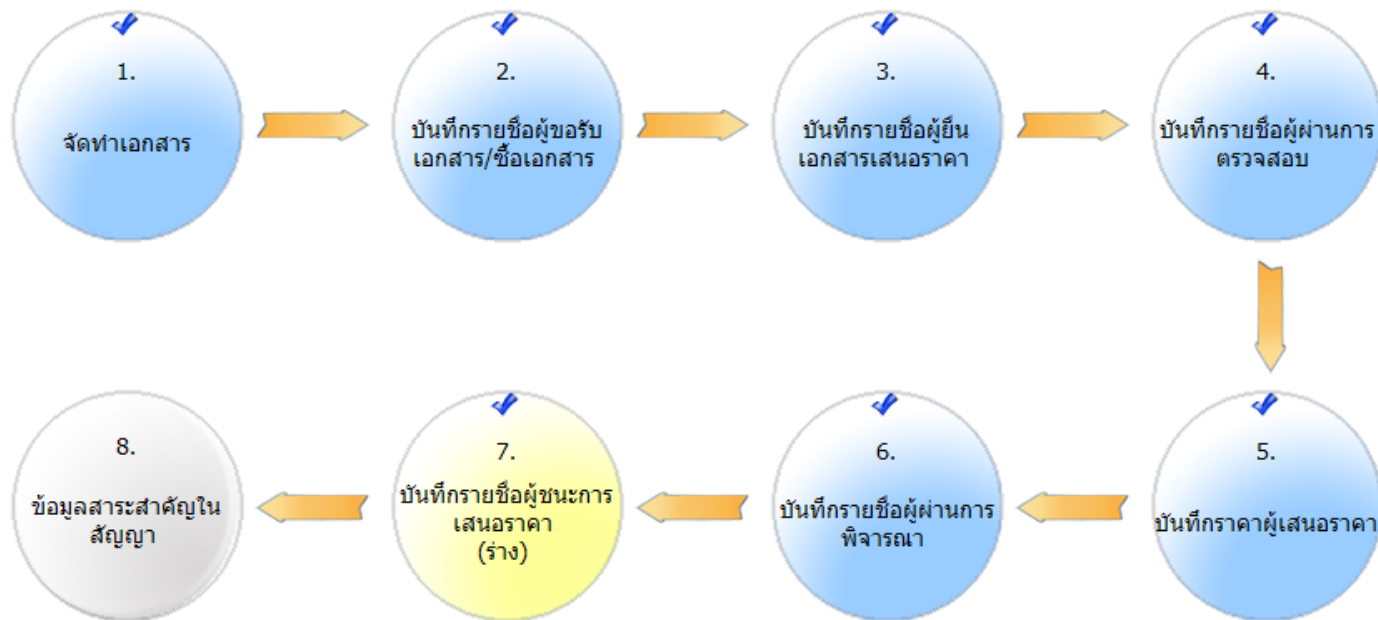 1.
จัดทำเอกสาร
2.
บันทึกรายชื่อผู้ขอรับ
เอกสาร/ซื้อเอกสาร
3.
บันทึกรายชื่อผู้ยื่น
เอกสารเสนอราคา
4.
บันทึกรายชื่อผู้ผ่านการ
ตรวจสอบ
5.
บันทึกราคาผู้เสนอราคา
6.
บันทึกรายชื่อผู้ผ่านการ
พิจารณา
7.
บันทึกรายชื่อผู้ชนะการ
เสนอราคา
(ร่าง)
8.
ข้อมูลสาระสำคัญใน
สัญญา